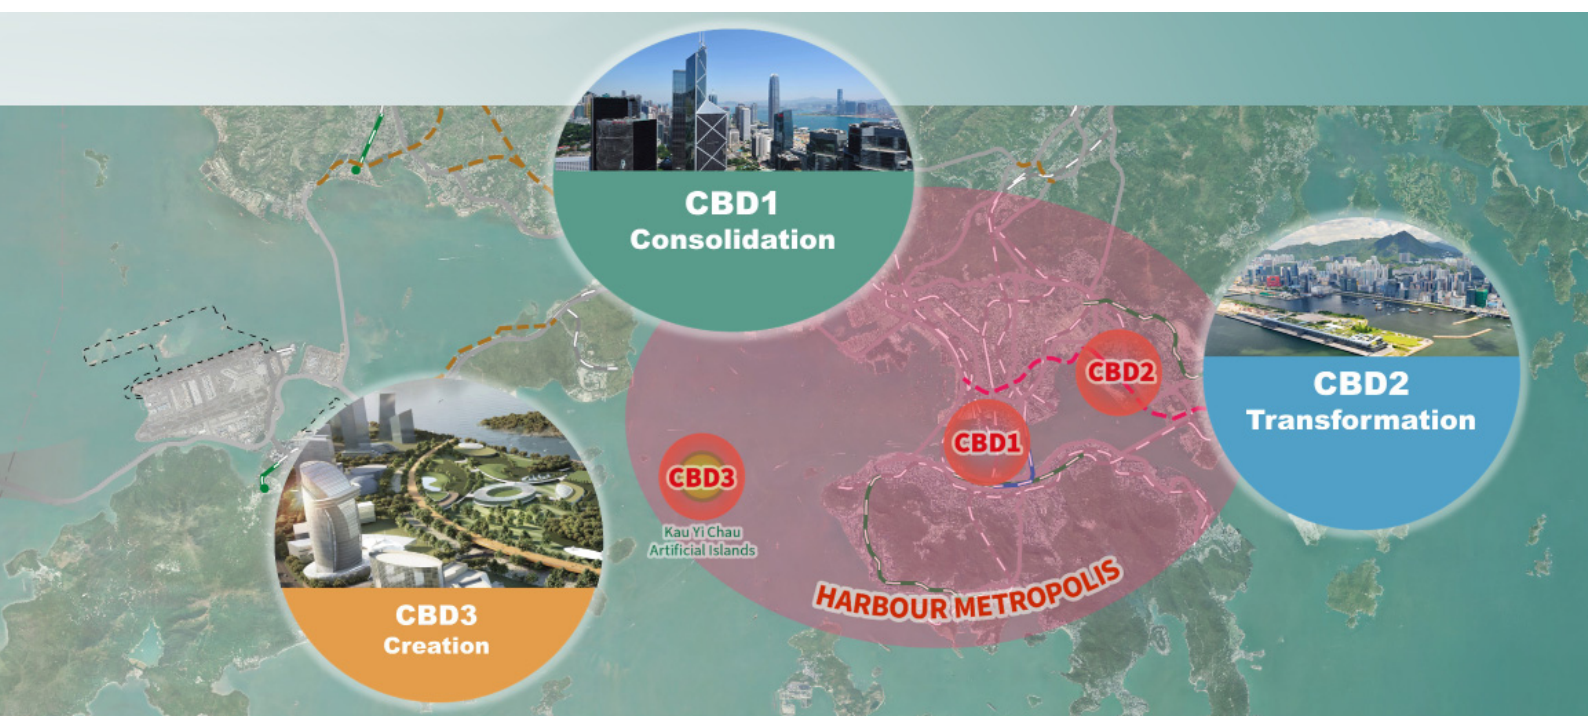 CBD1
Consolidation
CBD2
Transformation
CBD2
CBD1
CBD3
Kau Yi Chau
Artificial Islands
HARBOUR METROPOLIS
CBD3
Creation